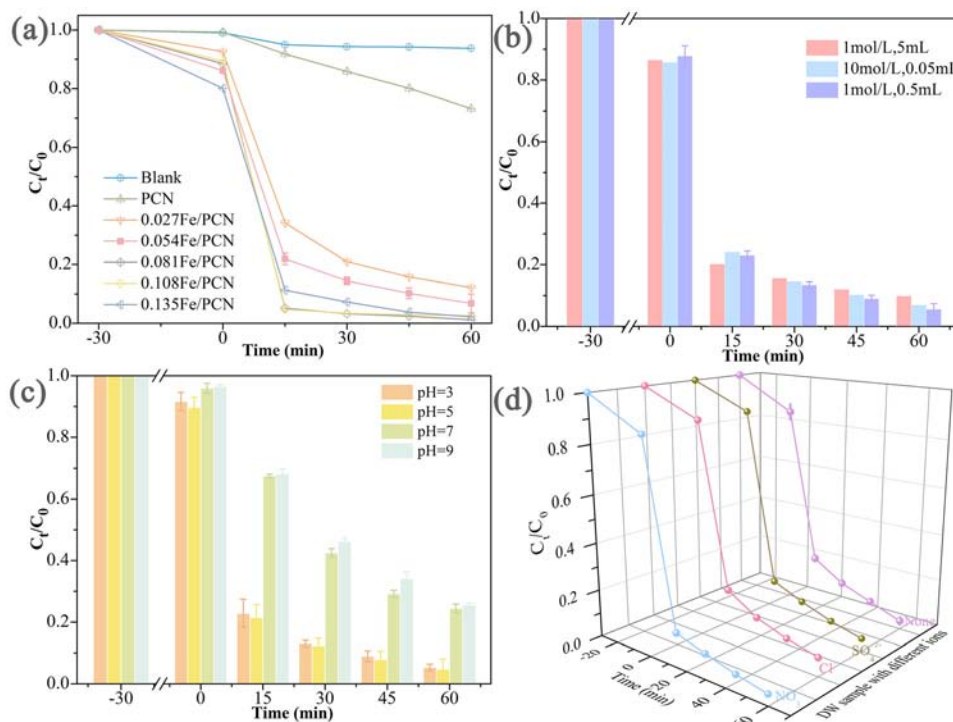 (a)
1.0
0.8
0.6
0.4
0.2
0.0
Ct/C0
Blank
PCN
0.027Fe/PCN
0.054Fe/PCN
0.081Fe/PCN
0.108Fe/PCN
0.135Fe/PCN
-30 0 15 30 45 60
Time (min)
(b)
1.0
0.8
0.6
0.4
0.2
0.0
Ct/C0
1mol/L,5mL
10mol/L,0.05mL
1mol/L,0.5mL
-30 0 15 30 45 60
Time (min)
(c)
1.0
0.8
0.6
0.4
0.2
0.0
Ct/C0
pH=3
pH=5
pH=7
pH=9
-30 0 15 30 45 60
Time (min)
(d)
1.0
0.8
0.6
0.4
0.2
0.0
Ct/C0
-20 0 20 40 60
Time (min)
None
Cl
DW sample with different ions